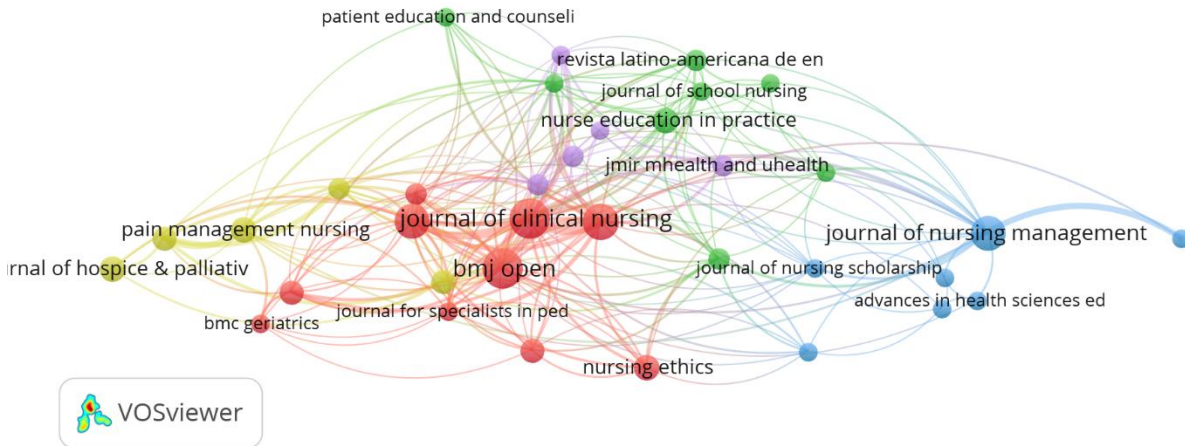 patient education and counseli
revista latino-americana de en
journal of school nursing
nurse education in practice
jmir mhealth and uhealth
journal of clinical nursing
pain management nursing
journal of nursing management
rnal of hospice & palliativ
bmj open
journal of nursing scholarship
journal for specialists in ped
advances in health sciences ed
bmc geriatrics
nursing ethics
VOSviewer